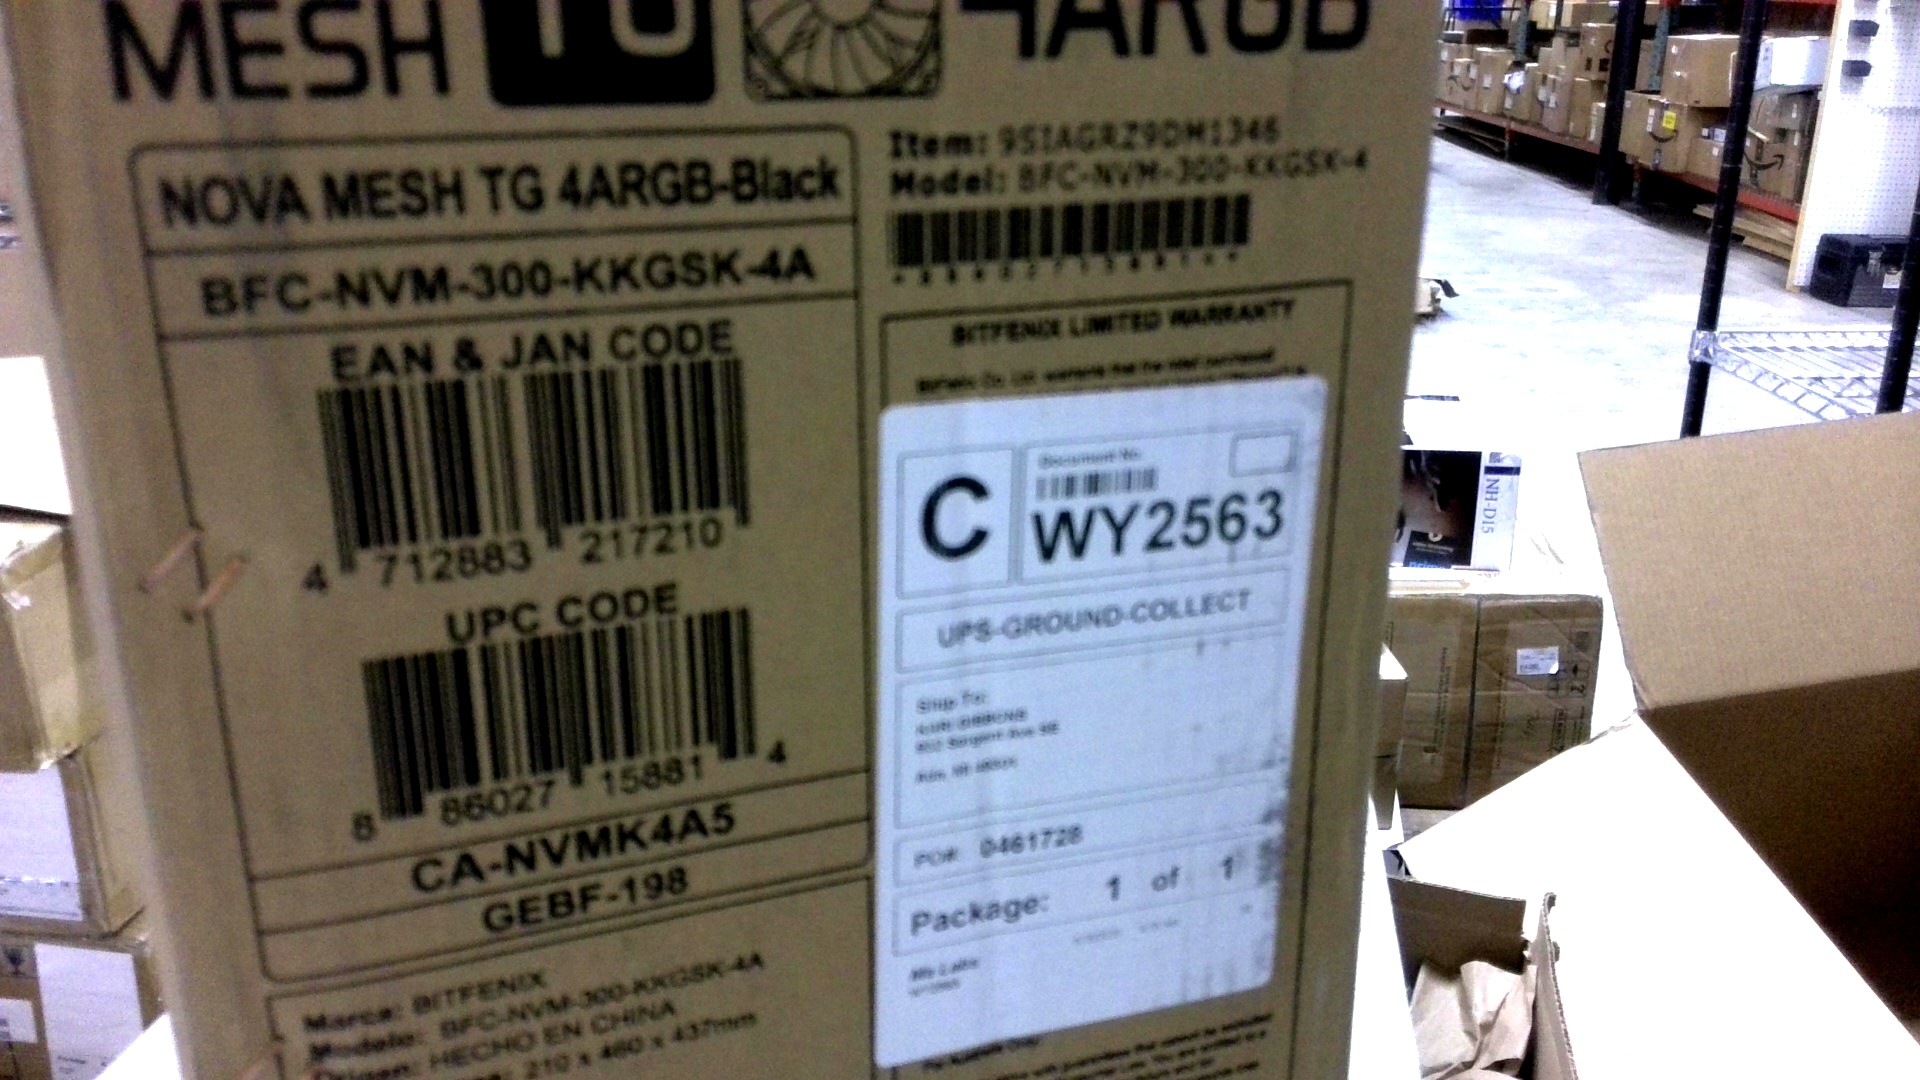 MESH TG 4ARGB
NOVA MESH TG 4ARGB-Black
BFC-NVM-300-KKGSK-4A
EAN & JAN CODE
4 712883 217210
UPC CODE
8 86027 15881 4
CA-NVMK4A5
GEBF-198
Marca: BITFENIX
Modelo: BFC-NVM-300-KKGSK-4A
Origen: HECHO EN CHINA
210 x 460 x 437mm
Item: 9SIAGRZ9DM1346
Model: BFC-NVM-300-KKGSK-4
BITFENIX LIMITED WARRANTY
C
Document No.
WY2563
UPS-GROUND-COLLECT
Ship To:
PO#: 0461728
Package: 1 of 1
NH-D15